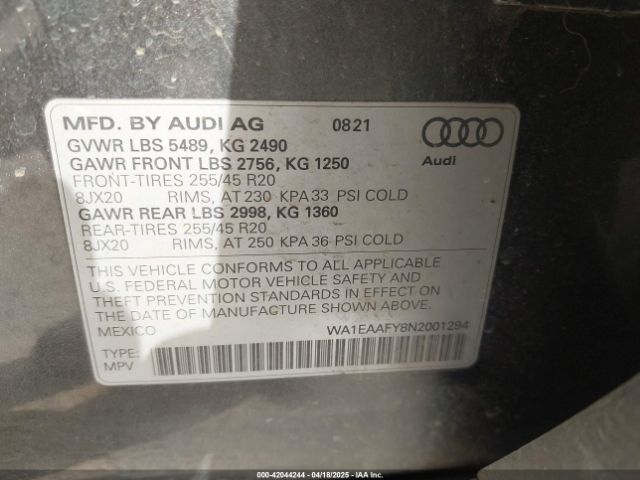 MFD. BY AUDI AG 0821
GVWR LBS 5489, KG 2490
GAWR FRONT LBS 2756, KG 1250
FRONT-TIRES 255/45 R20
8JX20 RIMS, AT 230 KPA 33 PSI COLD
GAWR REAR LBS 2998, KG 1360
REAR-TIRES 255/45 R20
8JX20 RIMS, AT 250 KPA 36 PSI COLD
Audi
THIS VEHICLE CONFORMS TO ALL APPLICABLE
U.S. FEDERAL MOTOR VEHICLE SAFETY AND
THEFT PREVENTION STANDARDS IN EFFECT ON
THE DATE OF MANUFACTURE SHOWN ABOVE.
MEXICO WA1EAAFY8N2001294
TYPE:
MPV
000-42044244 - 04/18/2025 - IAA Inc.